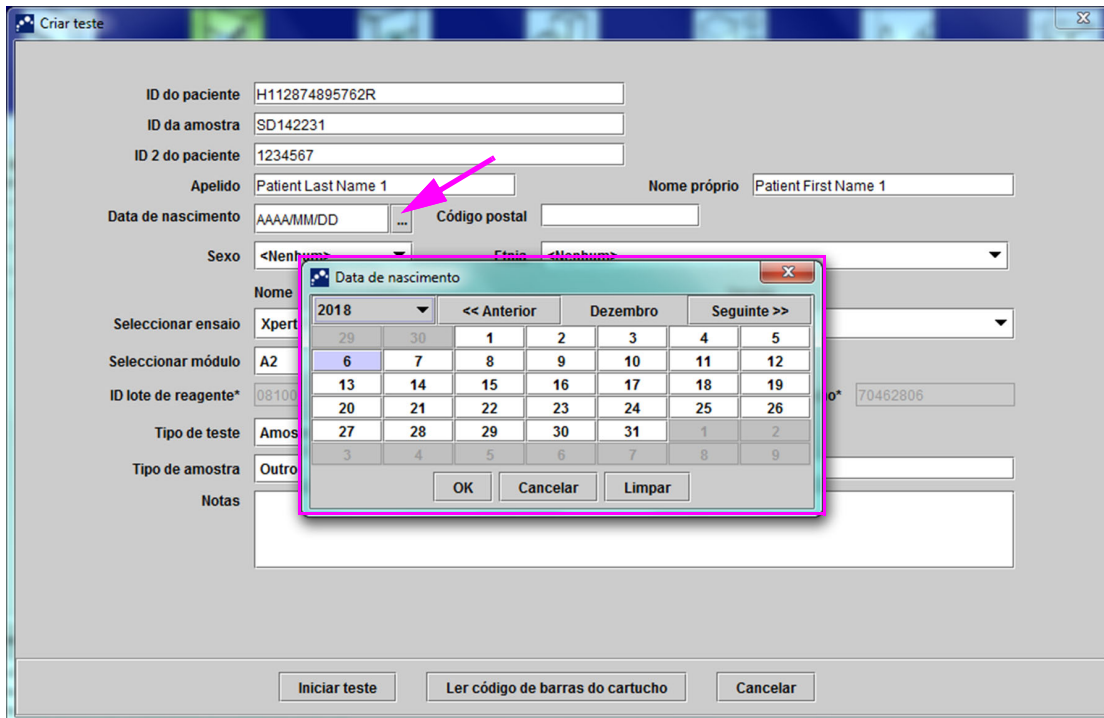 Criar teste
ID do paciente H112874895762R
ID da amostra SD142231
ID 2 do paciente 1234567
Apelido Patient Last Name 1 Nome próprio Patient First Name 1
Data de nascimento AAAA/MM/DD ... Código postal
Sexo <Nenhum> Etnia <Nenhum>
Nome
Seleccionar ensaio Xpert
Seleccionar módulo A2
ID lote de reagente* 08100 70462806
Tipo de teste Amos
Tipo de amostra Outro
Notas
Data de nascimento
2018 << Anterior Dezembro Seguinte >>
29 30 1 2 3 4 5
6 7 8 9 10 11 12
13 14 15 16 17 18 19
20 21 22 23 24 25 26
27 28 29 30 31 1 2
3 4 5 6 7 8 9
OK Cancelar Limpar
Iniciar teste Ler código de barras do cartucho Cancelar